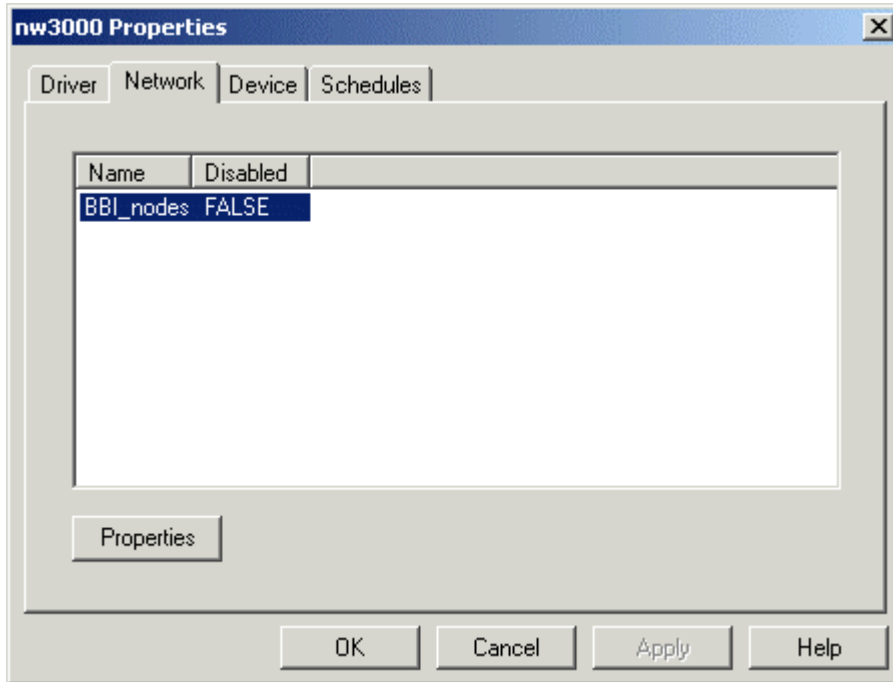 nw3000 Properties
Driver Network Device Schedules
Name Disabled
BBI_nodes FALSE
Properties
OK Cancel Apply Help